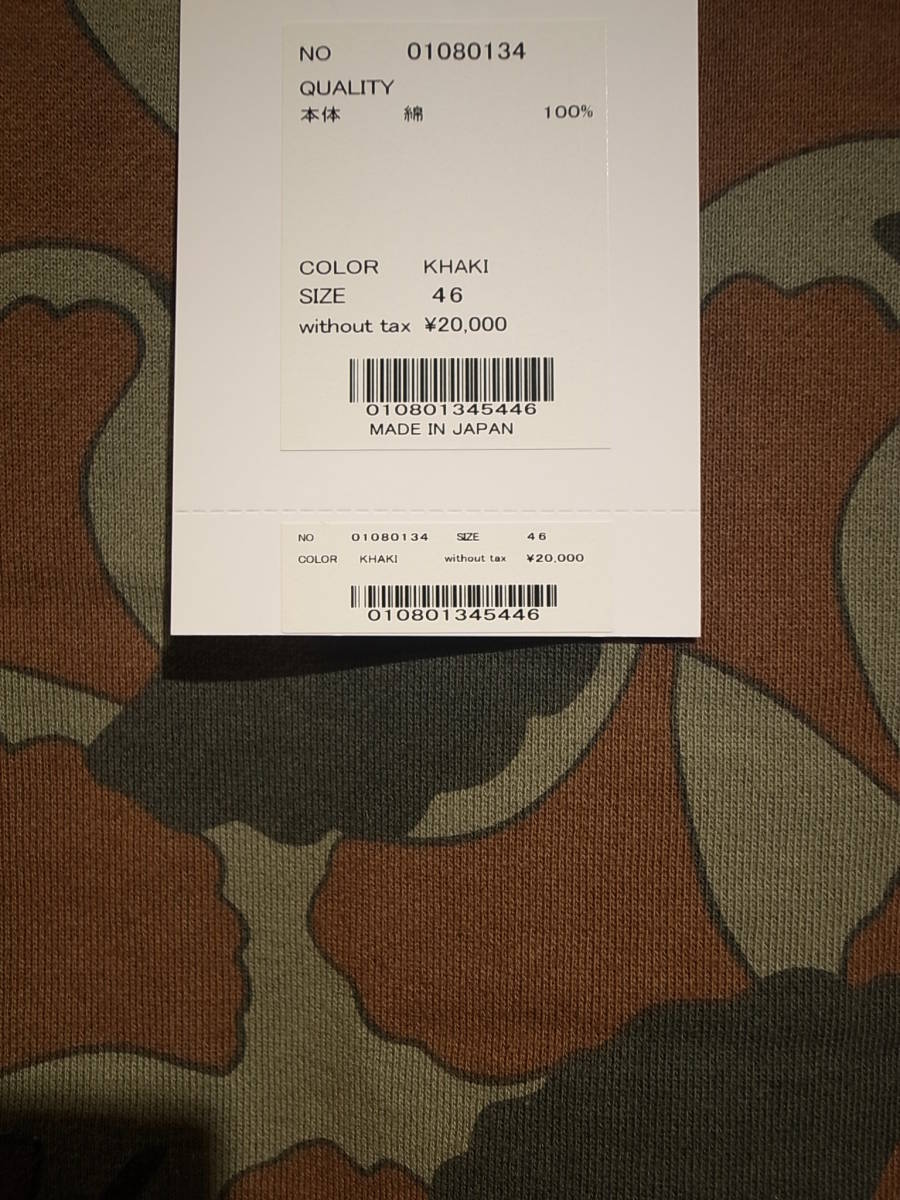 NO 01080134
QUALITY
本体 綿 100%
COLOR KHAKI
SIZE 46
without tax ¥20,000
010801345446
MADE IN JAPAN
NO 01080134 SIZE 46
COLOR KHAKI without tax ¥20,000
010801345446